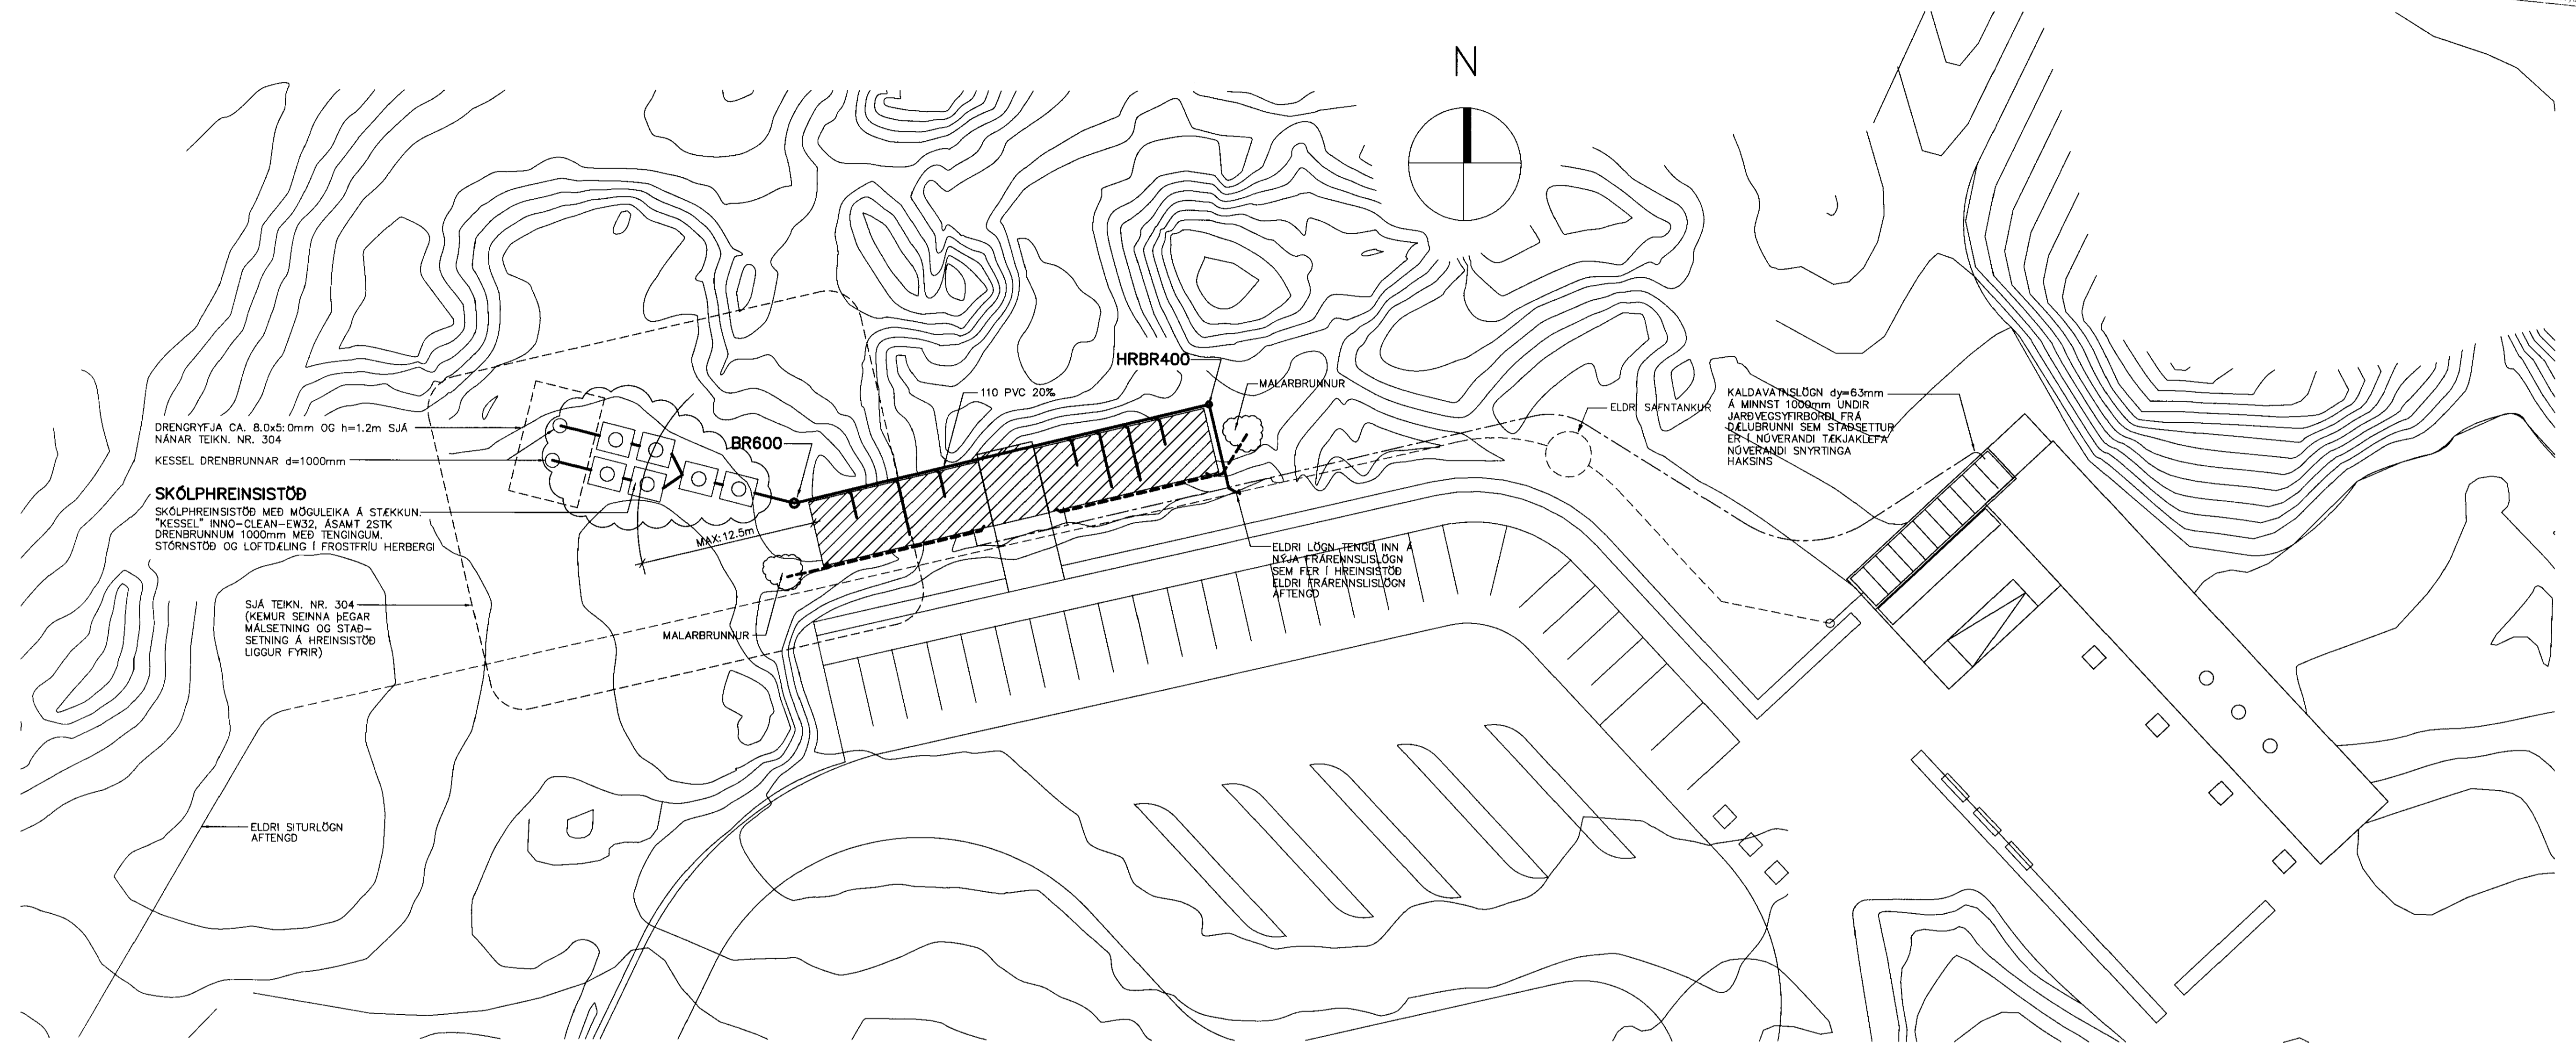 N
HRBR400
MALARBRUNNUR
110 PVC 20‰
ELDRI SAFNTANKUR
KALDAVATNSLÖGN dy=63mm
Á MINNST 1000mm UNDIR
JARÐVEGSYFIRBORÐI FRÁ
DÆLUBRUNNI SEM STAÐSETTUR
ER Í NÚVERANDI TÆKJAKLEFA
NÚVERANDI SNYRTINGA
HAKSINS
DRENGRYFJA CA. 8.0x5.0mm OG h=1.2m SJÁ
NÁNAR TEIKN. NR. 304
KESSEL DRENBRUNNAR d=1000mm
BR600
SKÓLPHREINSISTÖÐ
SKÓLPHREINSISTÖÐ MEÐ MÖGULEIKA Á STÆKKUN.
"KESSEL" INNO-CLEAN-EW32, ÁSAMT 2STK
DRENBRUNNUM 1000mm MEÐ TENGINGUM.
STÓRNSTÖÐ OG LOFTDÆLING Í FROSTFRÍU HERBERGI
MAX:12.5m
ELDRI LÖGN TENGD INN Á
NÝJA FRÁRENNSLISLÖGN
SEM FER Í HREINSISTÖÐ
ELDRI FRÁRENNSLISLÖGN
AFTENGD
SJÁ TEIKN. NR. 304
(KEMUR SEINNA ÞEGAR
MÁLSETNING OG STAÐ-
SETNING Á HREINSISTÖÐ
LIGGUR FYRIR)
MALARBRUNNUR
ELDRI SITURLÖGN
AFTENGD